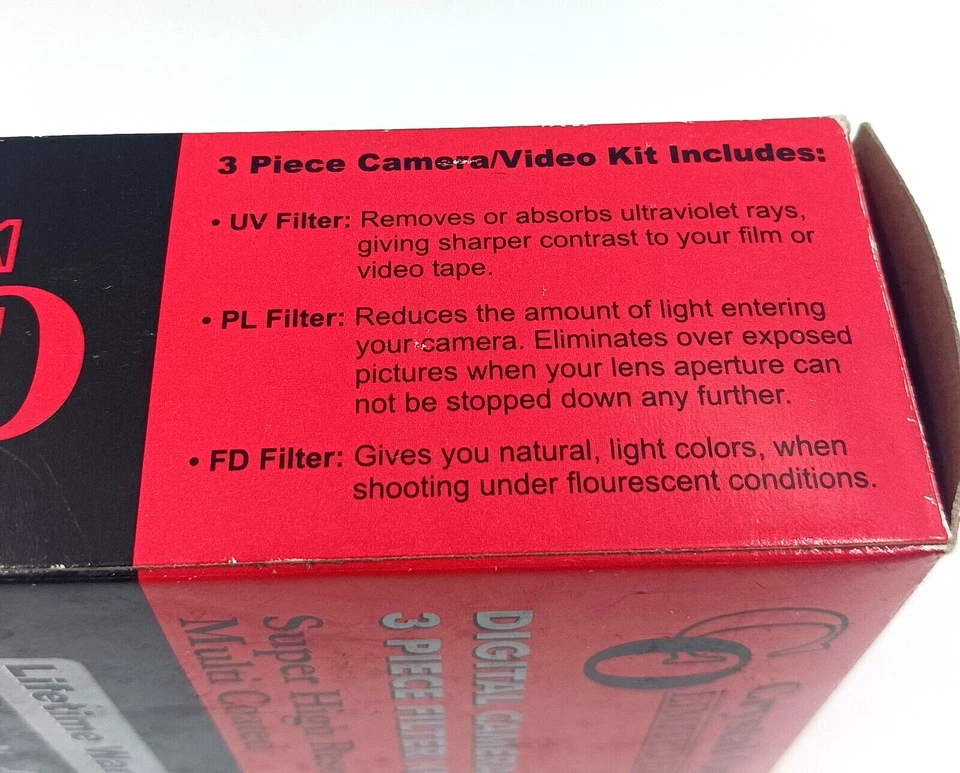 3 Piece Camera/Video Kit Includes:
• UV Filter: Removes or absorbs ultraviolet rays,
giving sharper contrast to your film or
video tape.
• PL Filter: Reduces the amount of light entering
your camera. Eliminates over exposed
pictures when your lens aperture can
not be stopped down any further.
• FD Filter: Gives you natural, light colors, when
shooting under flourescent conditions.
DIGITAL CAMERA
3 PIECE FILTER
Super High
Multi Coated
Lifetime